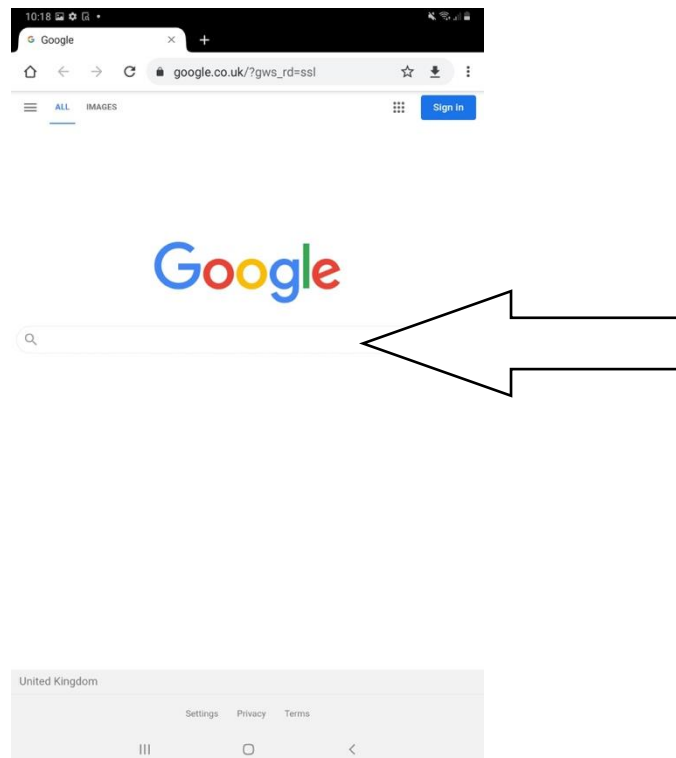 10:18
Google
google.co.uk/?gws_rd=ssl
ALL IMAGES Sign in
Google
United Kingdom
Settings Privacy Terms